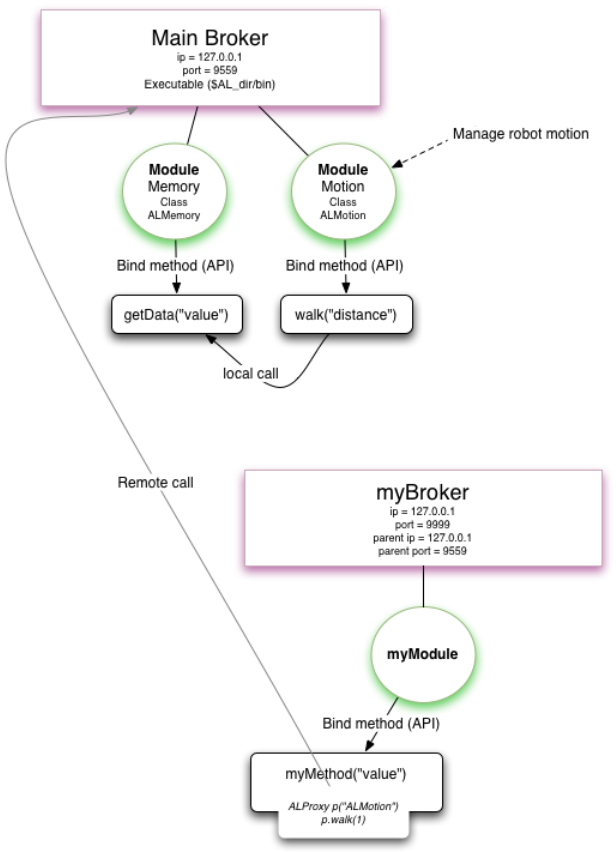 Main Broker
ip = 127.0.0.1
port = 9559
Executable ($AL_dir/bin)
Manage robot motion
Module
Memory
Class
ALMemory
Module
Motion
Class
ALMotion
Bind method (API)
Bind method (API)
getData("value")
walk("distance")
local call
Remote call
myBroker
ip = 127.0.0.1
port = 9999
parent ip = 127.0.0.1
parent port = 9559
myModule
Bind method (API)
myMethod("value")
ALProxy p("ALMotion")
p.walk(1)